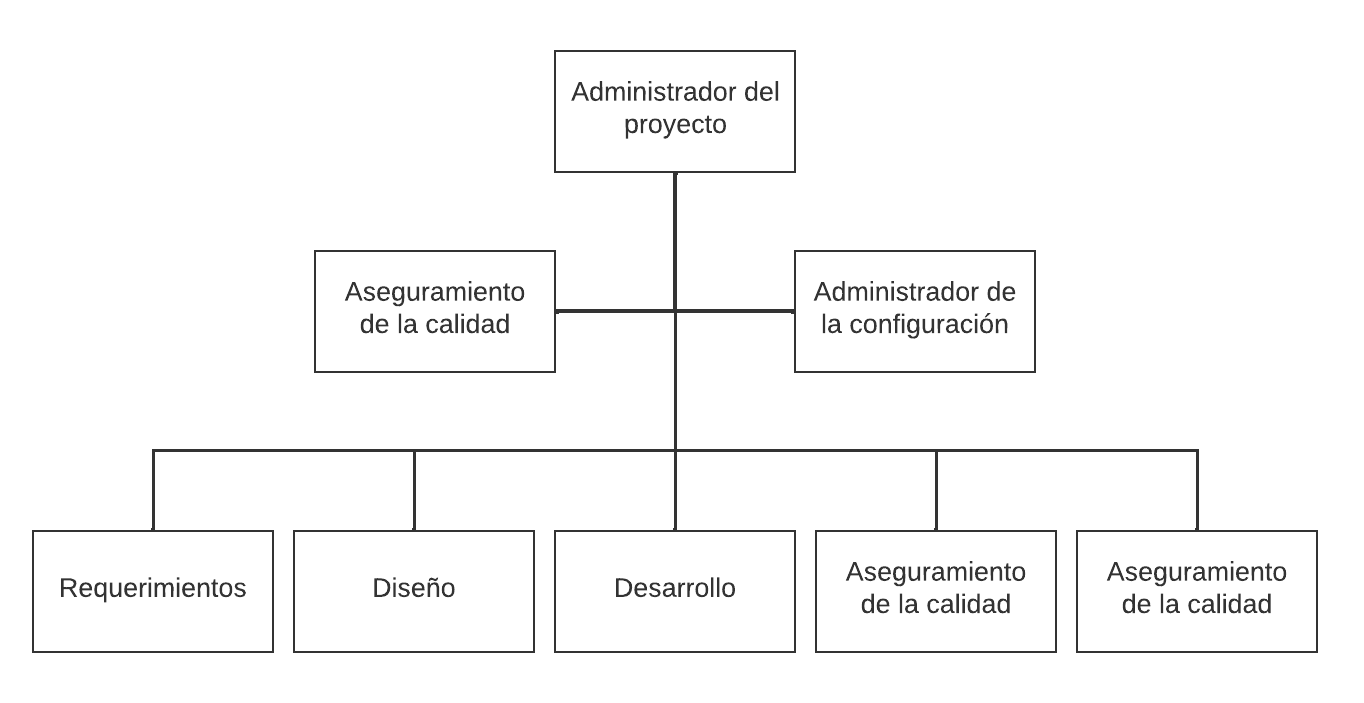 Administrador del
proyecto
Aseguramiento
de la calidad
Administrador de
la configuración
Requerimientos
Diseño
Desarrollo
Aseguramiento
de la calidad
Aseguramiento
de la calidad